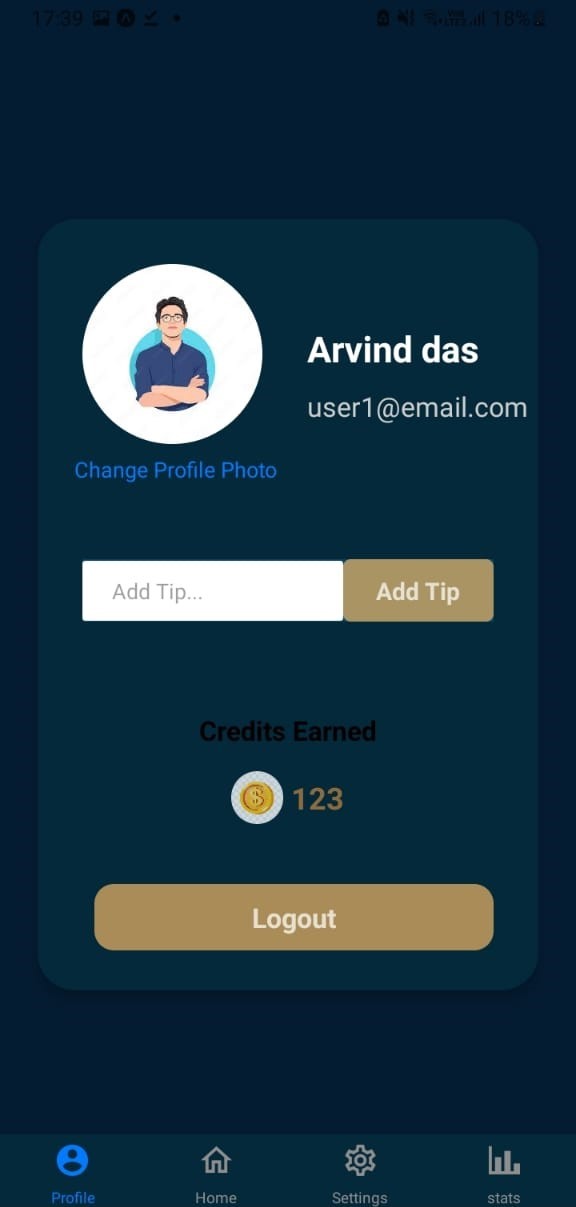 17:39
18%
Arvind das
user1@email.com
Change Profile Photo
Add Tip...
Add Tip
Credits Earned
123
Logout
Profile
Home
Settings
stats